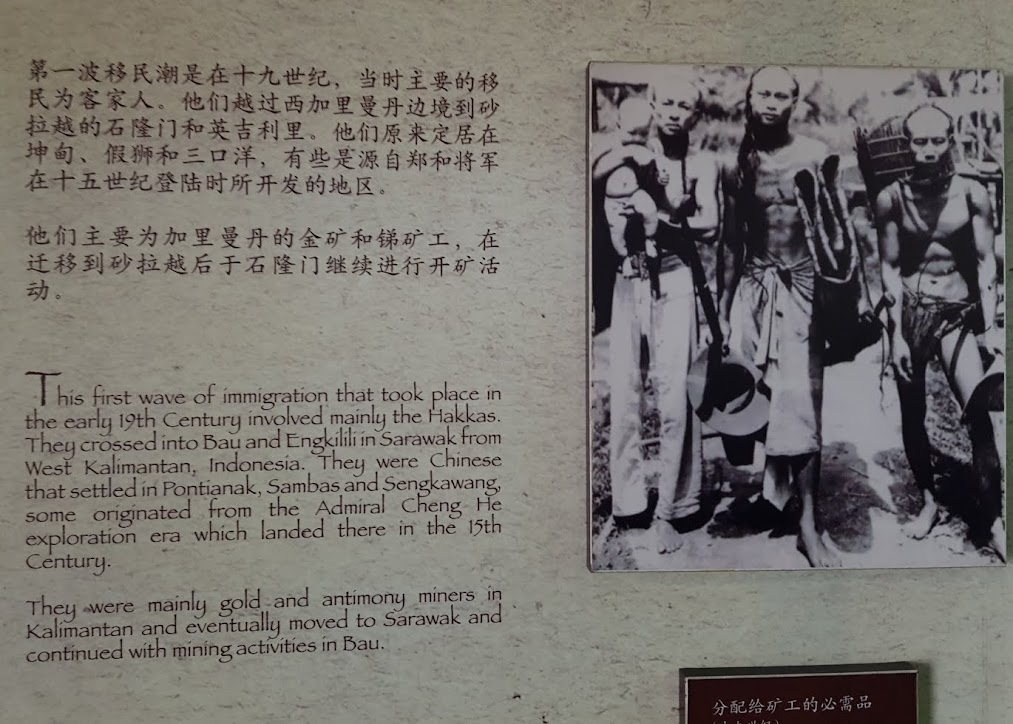 第一波移民潮是在十九世纪，当时主要的移
民为客家人。他们越过西加里曼丹边境到砂
拉越的石隆门和英吉利里。他们原来定居在
坤甸、假狮和三口洋，有些是源自郑和将军
在十五世纪登陆时所开发的地区。
他们主要为加里曼丹的金矿和锑矿工，在
迁移到砂拉越后于石隆门继续进行开矿活
动。
This first wave of immigration that took place in
the early 19th Century involved mainly the Hakkas.
They crossed into Bau and Engkilili in Sarawak from
West Kalimantan, Indonesia. They were Chinese
that settled in Pontianak, Sambas and Sengkawang,
some originated from the Admiral Cheng He
exploration era which landed there in the 15th
Century.
They were mainly gold and antimony miners in
Kalimantan and eventually moved to Sarawak and
continued with mining activities in Bau.
分配给矿工的必需品